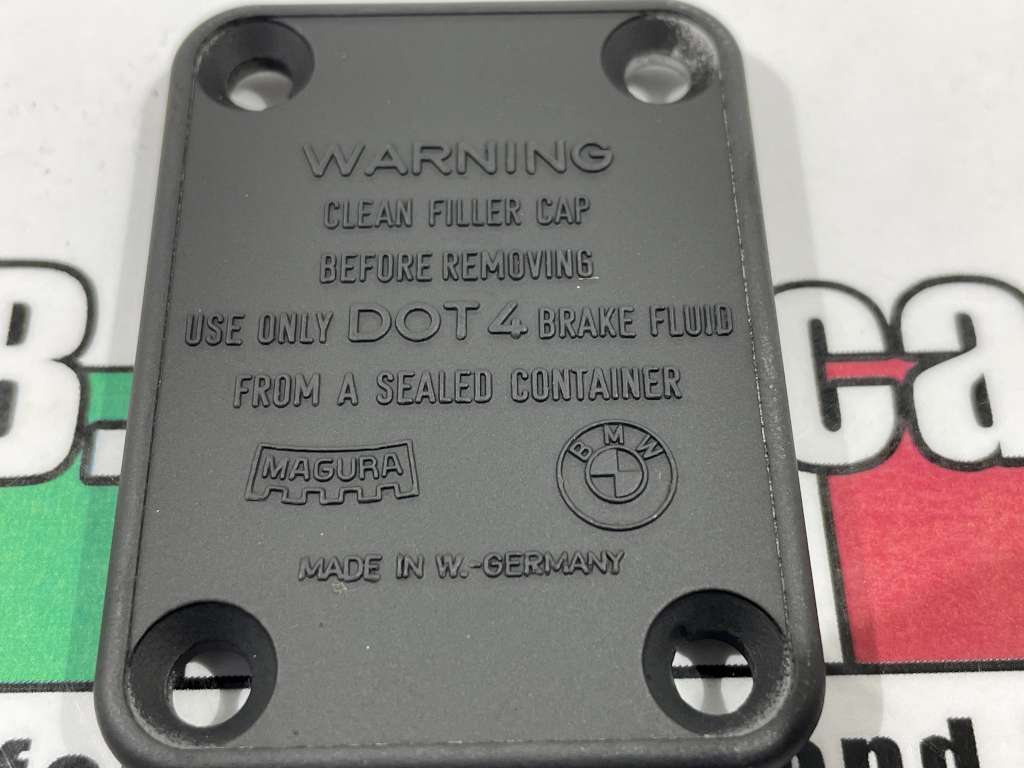 WARNING
CLEAN FILLER CAP
BEFORE REMOVING
USE ONLY DOT 4 BRAKE FLUID
FROM A SEALED CONTAINER
MAGURA
BMW
MADE IN W.-GERMANY
B.
ca